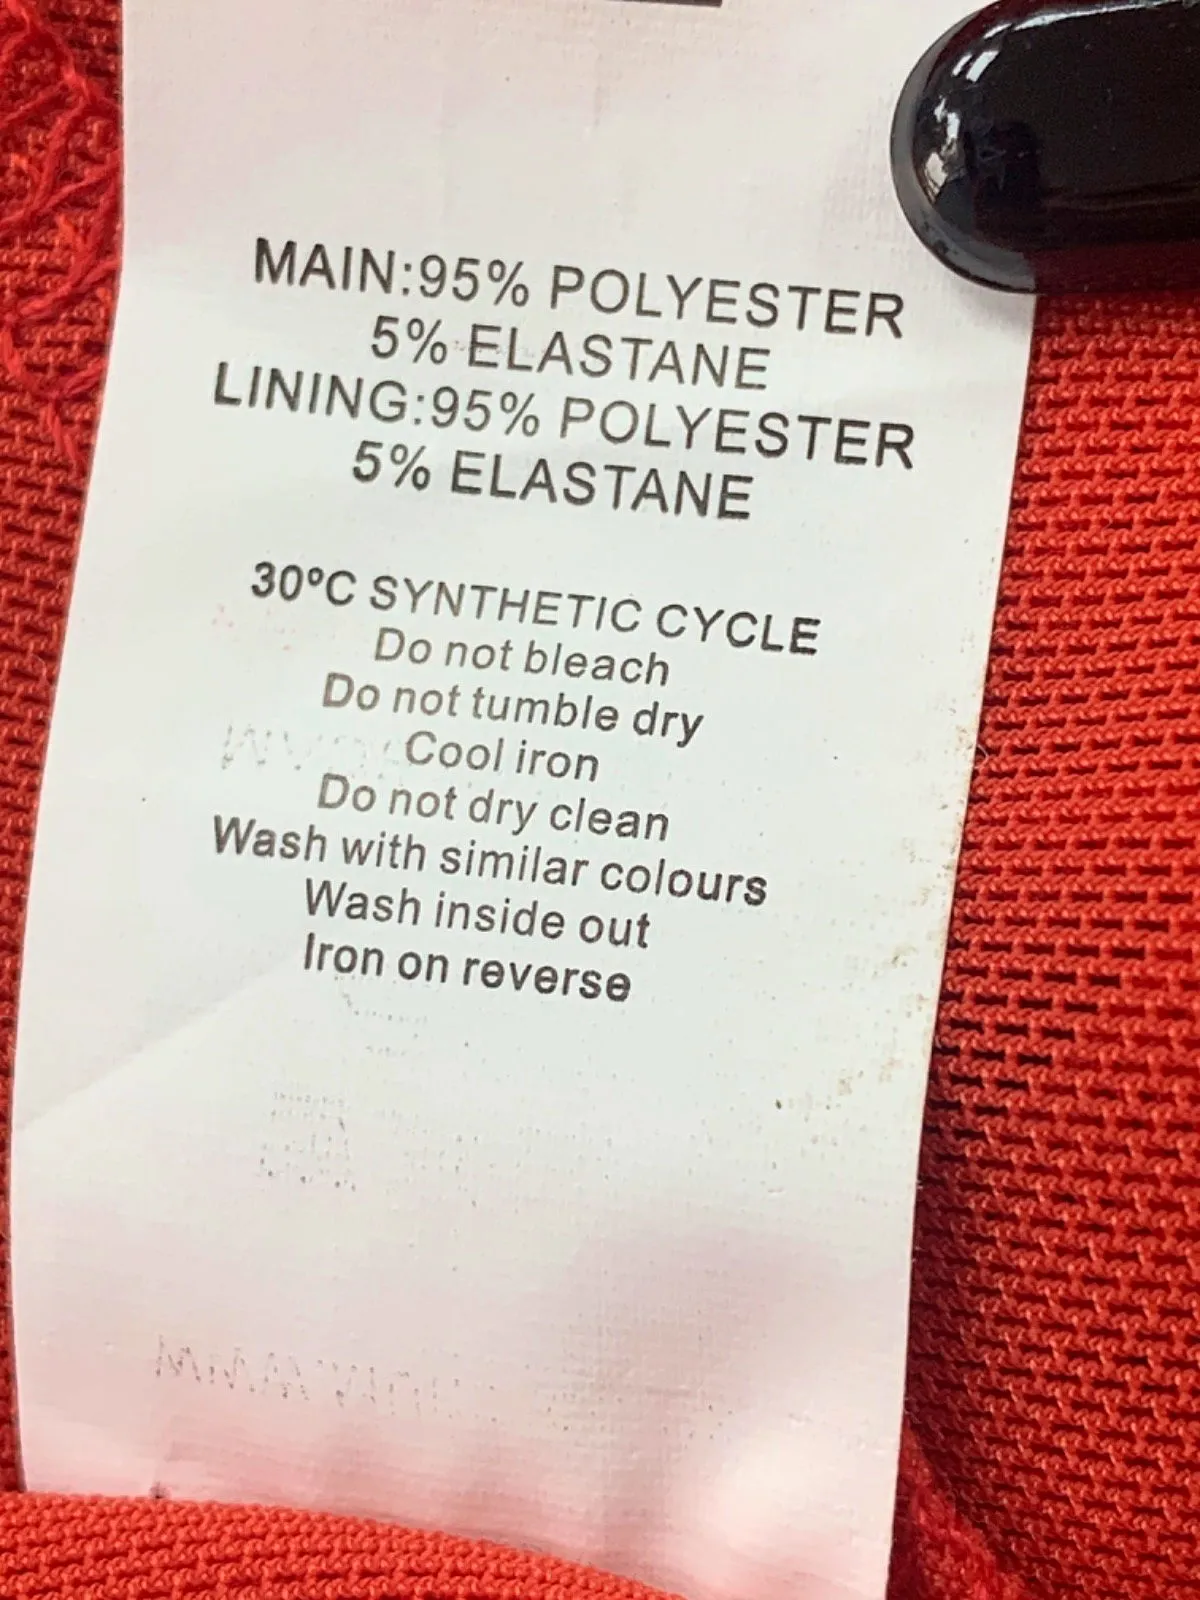 MAIN:95% POLYESTER
5% ELASTANE
LINING:95% POLYESTER
5% ELASTANE
30ºC SYNTHETIC CYCLE
Do not bleach
Do not tumble dry
Cool iron
Do not dry clean
Wash with similar colours
Wash inside out
Iron on reverse